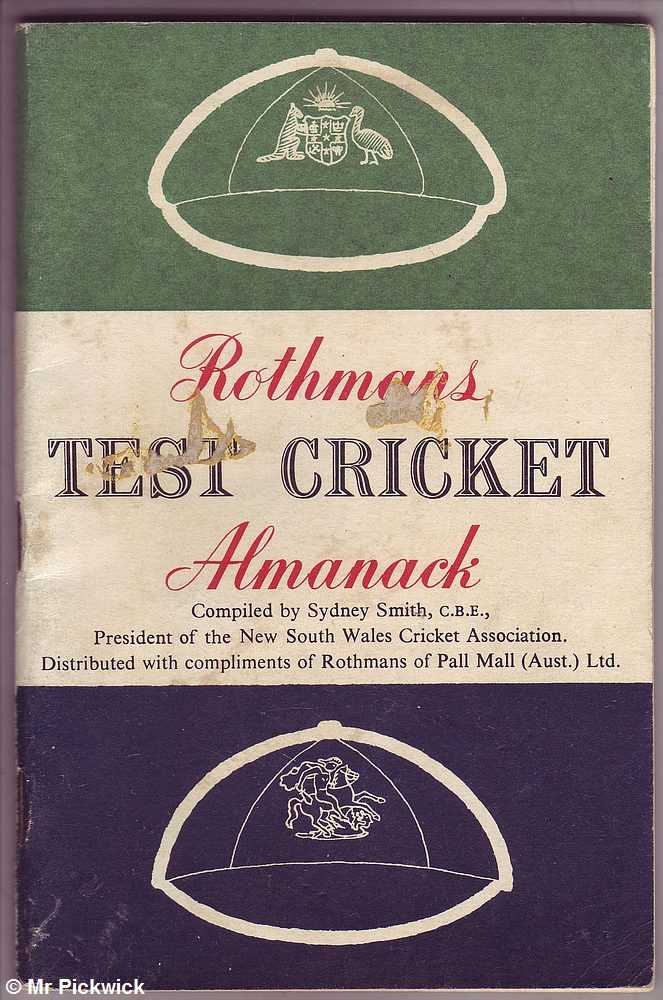 Rothmans
TEST CRICKET
Almanack
Compiled by Sydney Smith, C.B.E.,
President of the New South Wales Cricket Association.
Distributed with compliments of Rothmans of Pall Mall (Aust.) Ltd.
© Mr Pickwick